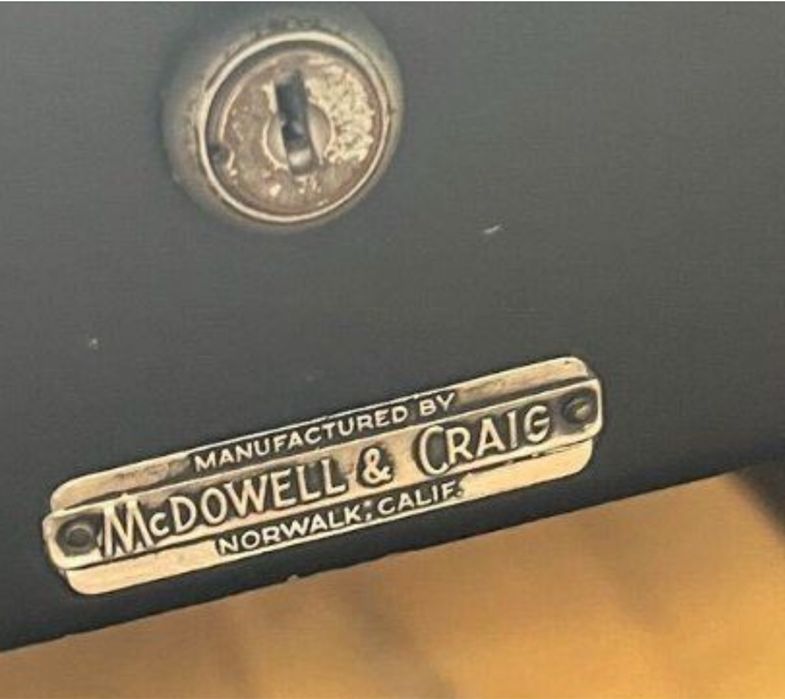 MANUFACTURED BY
McDOWELL & CRAIG
NORWALK, CALIF.